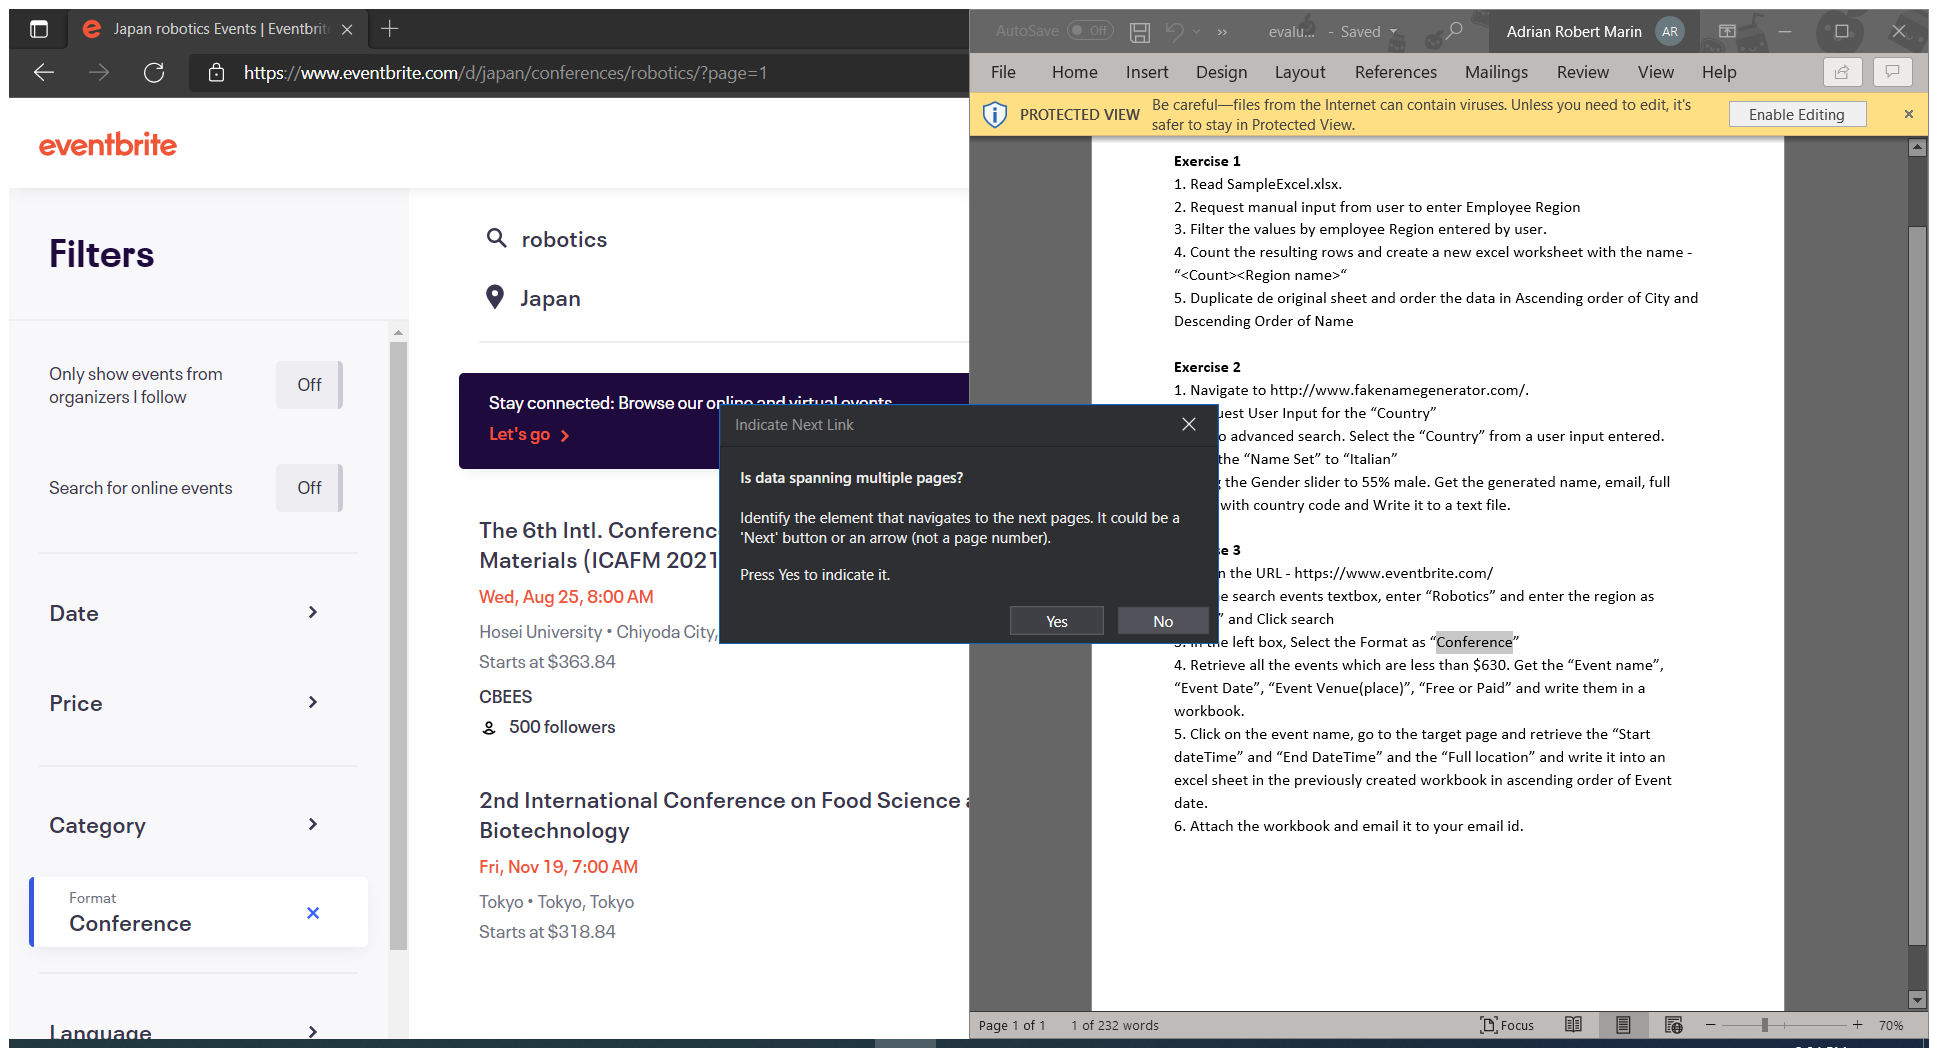 Japan robotics Events | Eventbrit
https://www.eventbrite.com/d/japan/conferences/robotics/?page=1
eventbrite
Filters
Only show events from
organizers I follow
Off
Search for online events
Off
Date
Price
Category
Format
Conference
Language
robotics
Japan
Stay connected: Browse our online and virtual events
Let's go
The 6th Intl. Conferenc
Materials (ICAFM 2021
Wed, Aug 25, 8:00 AM
Hosei University • Chiyoda City,
Starts at $363.84
CBEES
500 followers
2nd International Conference on Food Science a
Biotechnology
Fri, Nov 19, 7:00 AM
Tokyo • Tokyo, Tokyo
Starts at $318.84
Indicate Next Link
Is data spanning multiple pages?
Identify the element that navigates to the next pages. It could be a
'Next' button or an arrow (not a page number).
Press Yes to indicate it.
Yes No
AutoSave Off evalu... - Saved Adrian Robert Marin AR
File Home Insert Design Layout References Mailings Review View Help
PROTECTED VIEW Be careful—files from the Internet can contain viruses. Unless you need to edit, it's
safer to stay in Protected View.
Enable Editing
Exercise 1
1. Read SampleExcel.xlsx.
2. Request manual input from user to enter Employee Region
3. Filter the values by employee Region entered by user.
4. Count the resulting rows and create a new excel worksheet with the name -
“<Count><Region name>“
5. Duplicate de original sheet and order the data in Ascending order of City and
Descending Order of Name
Exercise 2
1. Navigate to http://www.fakenamegenerator.com/.
uest User Input for the “Country”
o advanced search. Select the “Country” from a user input entered.
the “Name Set” to “Italian”
g the Gender slider to 55% male. Get the generated name, email, full
with country code and Write it to a text file.
se 3
n the URL - https://www.eventbrite.com/
e search events textbox, enter “Robotics” and enter the region as
” and Click search
3. In the left box, Select the Format as “Conference”
4. Retrieve all the events which are less than $630. Get the “Event name”,
“Event Date”, “Event Venue(place)”, “Free or Paid” and write them in a
workbook.
5. Click on the event name, go to the target page and retrieve the “Start
dateTime” and “End DateTime” and the “Full location” and write it into an
excel sheet in the previously created workbook in ascending order of Event
date.
6. Attach the workbook and email it to your email id.
Page 1 of 1 1 of 232 words Focus 70%